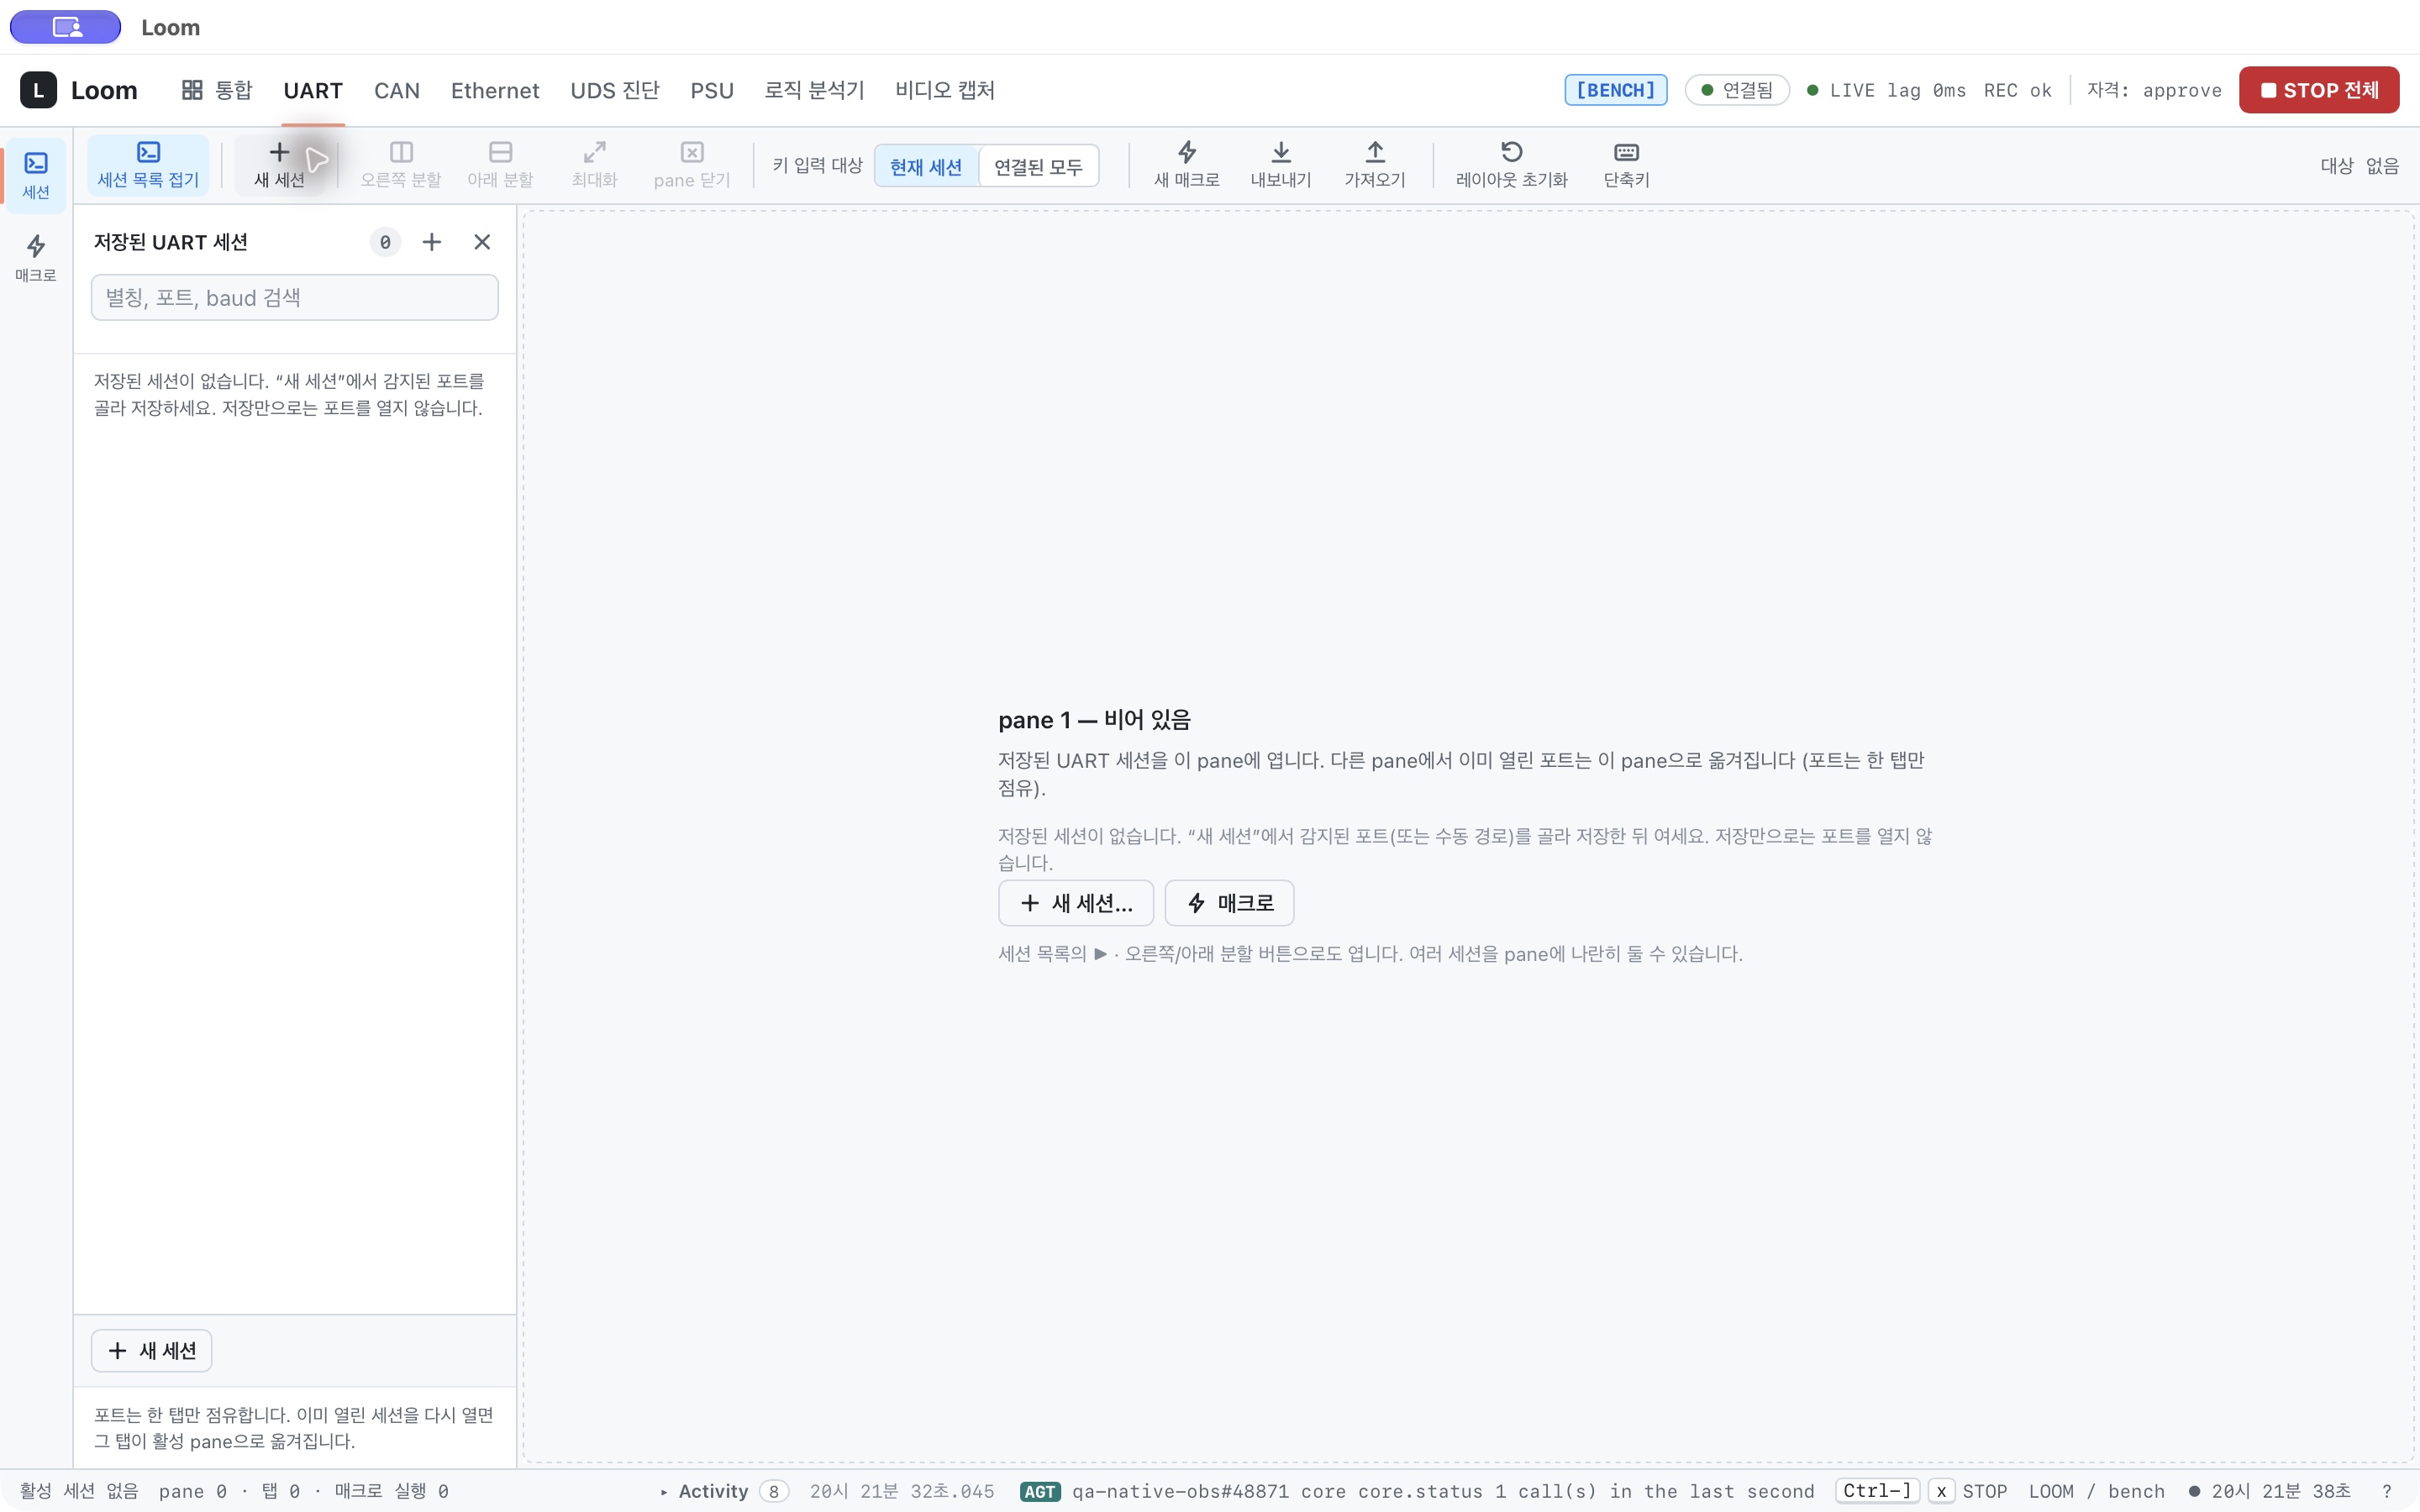 Loom
L Loom 통합 UART CAN Ethernet UDS 진단 PSU 로직 분석기 비디오 캡처 [BENCH] 연결됨 LIVE lag 0ms REC ok 자격: approve STOP 전체
세션 목록 접기 새 세션 오른쪽 분할 아래 분할 최대화 pane 닫기 키 입력 대상 현재 세션 연결된 모두 새 매크로 내보내기 가져오기 레이아웃 초기화 단축키 대상 없음
세션
매크로
저장된 UART 세션 0
별칭, 포트, baud 검색
저장된 세션이 없습니다. “새 세션”에서 감지된 포트를
골라 저장하세요. 저장만으로는 포트를 열지 않습니다.
pane 1 — 비어 있음
저장된 UART 세션을 이 pane에 엽니다. 다른 pane에서 이미 열린 포트는 이 pane으로 옮겨집니다 (포트는 한 탭만
점유).
저장된 세션이 없습니다. “새 세션”에서 감지된 포트(또는 수동 경로)를 골라 저장한 뒤 여세요. 저장만으로는 포트를 열지 않
습니다.
새 세션... 매크로
세션 목록의 ▶ · 오른쪽/아래 분할 버튼으로도 엽니다. 여러 세션을 pane에 나란히 둘 수 있습니다.
새 세션
포트는 한 탭만 점유합니다. 이미 열린 세션을 다시 열면
그 탭이 활성 pane으로 옮겨집니다.
활성 세션 없음 pane 0 · 탭 0 · 매크로 실행 0 ▸ Activity 8 20시 21분 32초.045 AGT qa-native-obs#48871 core core.status 1 call(s) in the last second Ctrl-] x STOP LOOM / bench ● 20시 21분 38초 ?